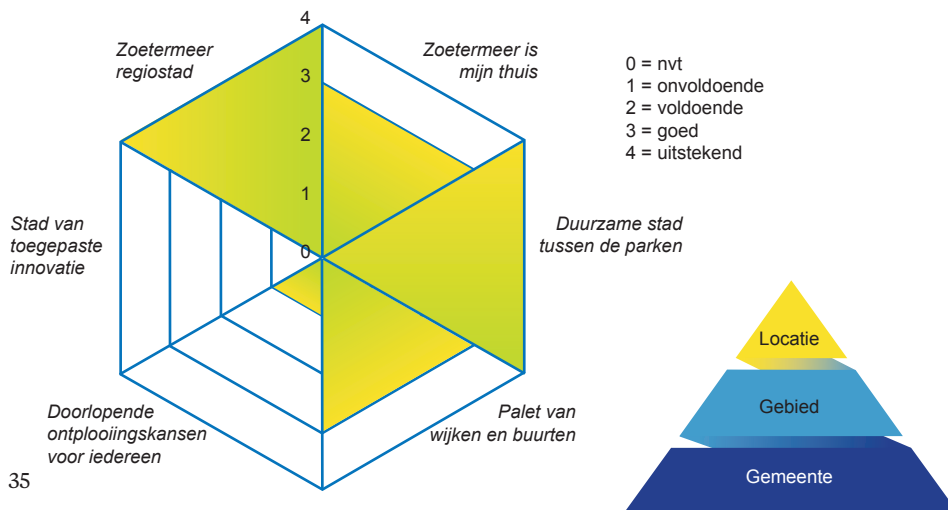 4
3
2
1
0
Zoetermeer
regiostad
Zoetermeer is
mijn thuis
0 = nvt
1 = onvoldoende
2 = voldoende
3 = goed
4 = uitstekend
Stad van
toegepaste
innovatie
Duurzame stad
tussen de parken
Doorlopende
ontplooiingskansen
voor iedereen
Palet van
wijken en buurten
Locatie
Gebied
Gemeente
35